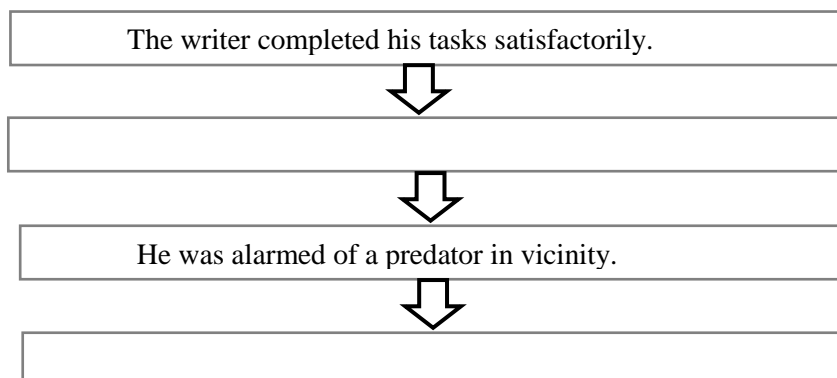 The writer completed his tasks satisfactorily.
He was alarmed of a predator in vicinity.